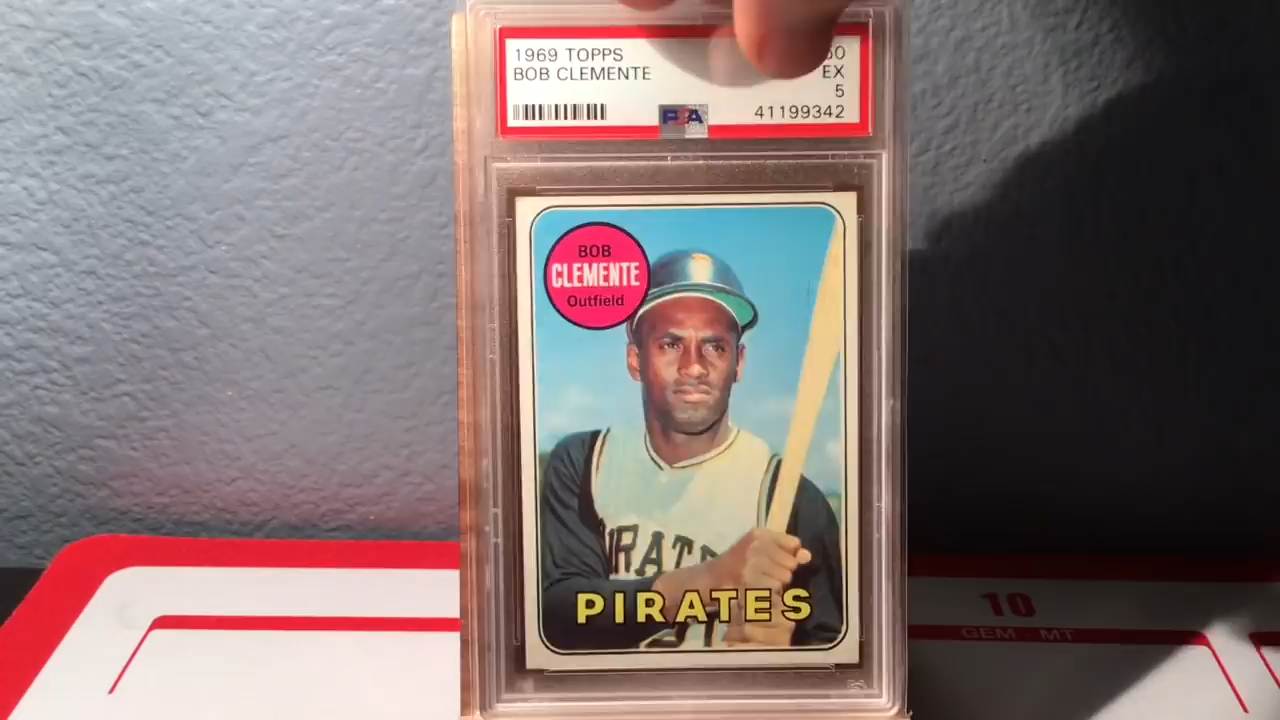 1969 TOPPS
BOB CLEMENTE
EX
5
41199342
PSA
BOB
CLEMENTE
Outfield
PIRATES
10
GEM - MT